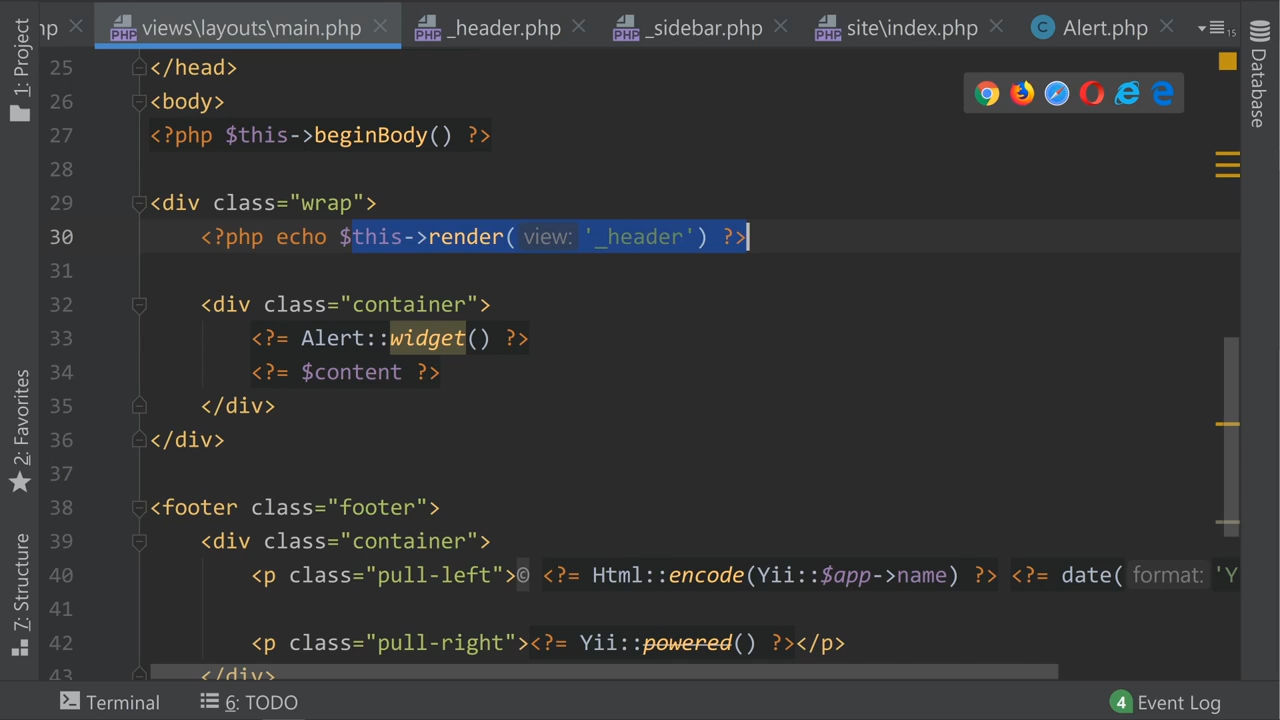 hp
views\layouts\main.php
_header.php
_sidebar.php
site\index.php
Alert.php
15
1: Project
2: Favorites
7: Structure
Database
25 </head>
26 <body>
27 <?php $this->beginBody() ?>
28
29 <div class="wrap">
30 <?php echo $this->render( view: '_header') ?>
31
32 <div class="container">
33 <?= Alert::widget() ?>
34 <?= $content ?>
35 </div>
36 </div>
37
38 <footer class="footer">
39 <div class="container">
40 <p class="pull-left">© <?= Html::encode(Yii::$app->name) ?> <?= date( format: 'Y
41
42 <p class="pull-right"><?= Yii::powered() ?></p>
43 </div>
Terminal
6: TODO
4 Event Log